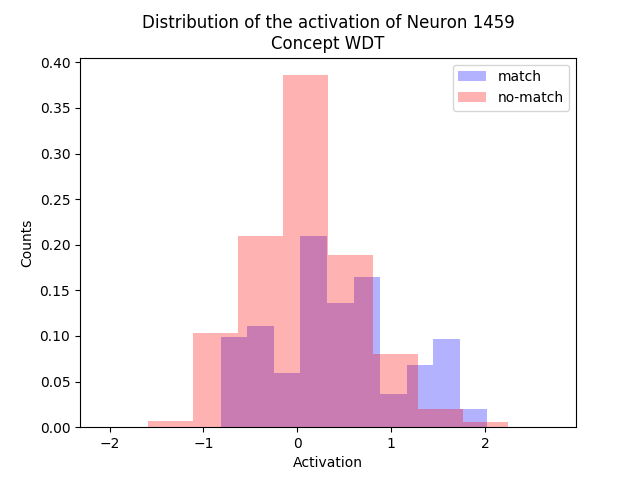 Distribution of the activation of Neuron 1459
Concept WDT
match
no-match
0.40
0.35
0.30
0.25
0.20
0.15
0.10
0.05
0.00
Counts
−2
−1
0
1
2
Activation